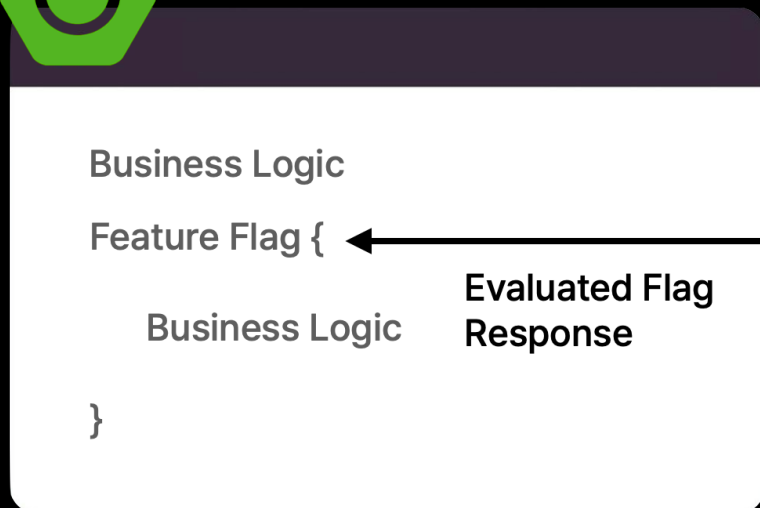 Business Logic
Feature Flag {
Evaluated Flag
Response
Business Logic
}